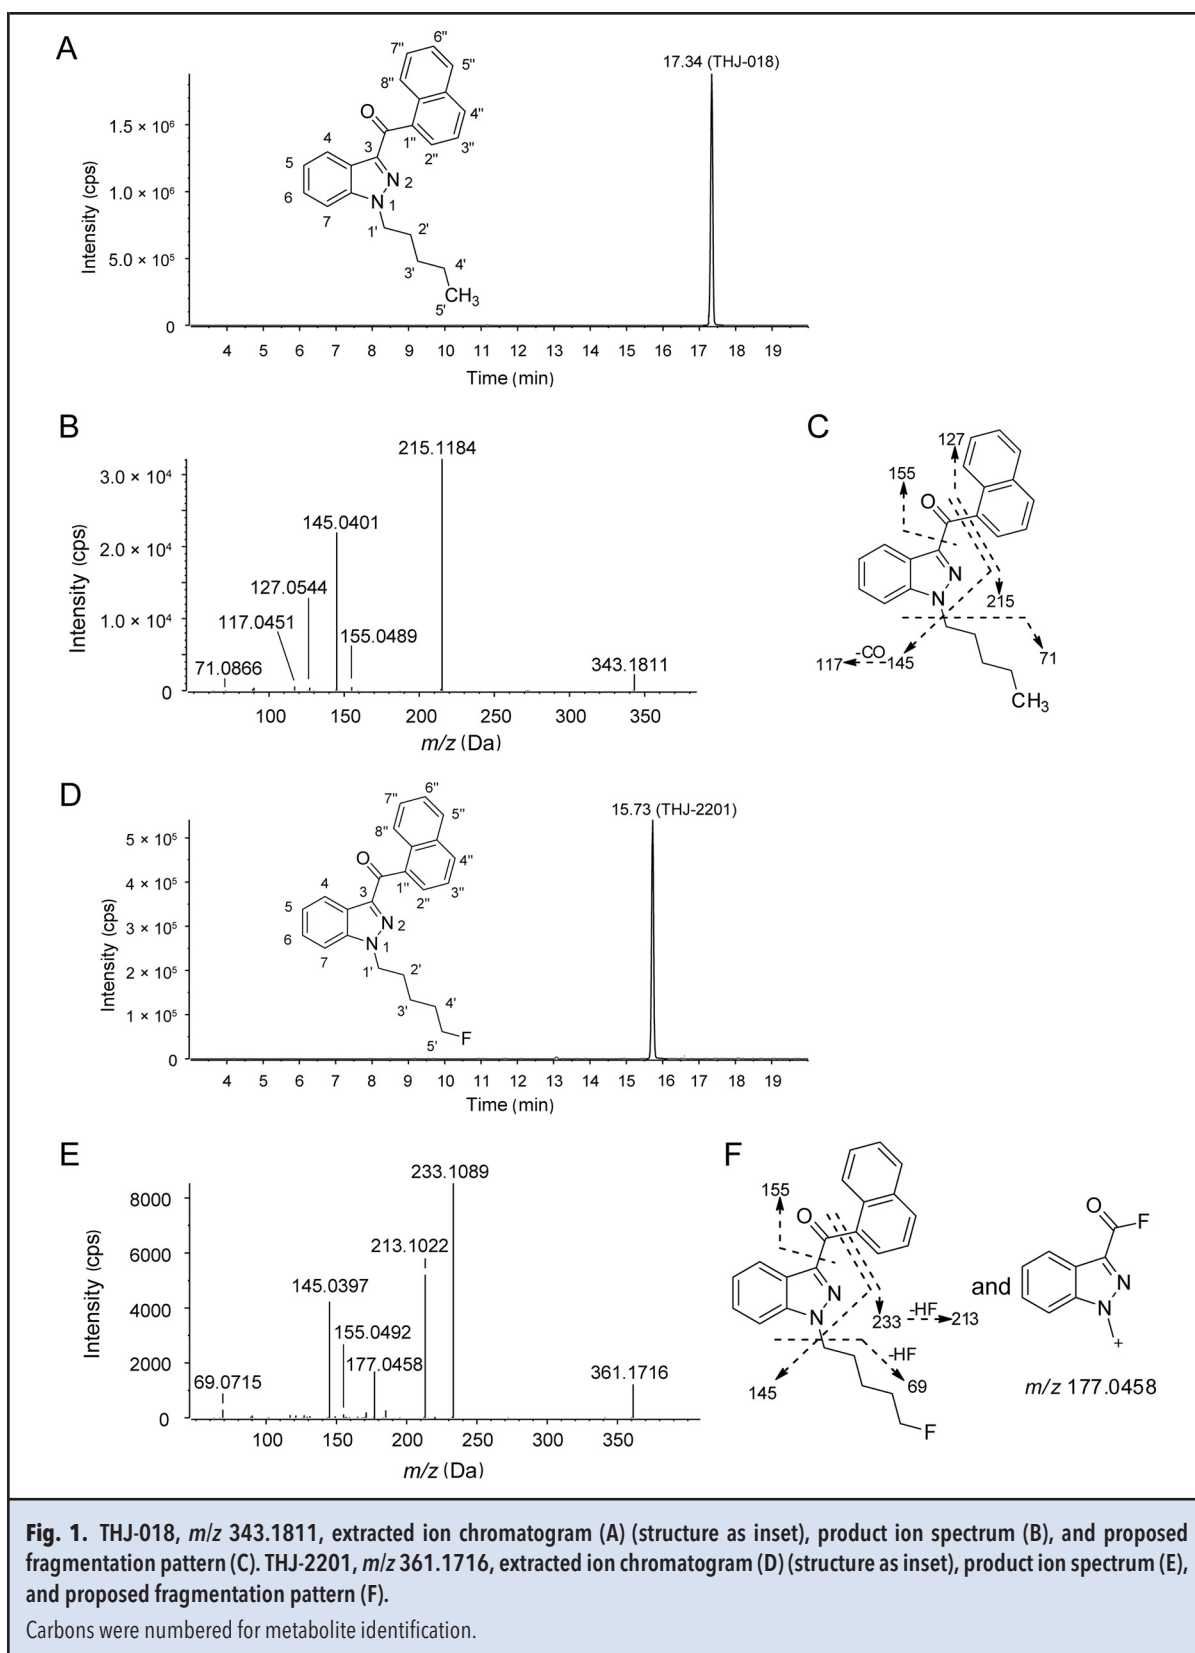 A
17.34 (THJ-018)
1.5 × 10⁶
1.0 × 10⁶
5.0 × 10⁵
0
Intensity (cps)
4 5 6 7 8 9 10 11 12 13 14 15 16 17 18 19
Time (min)
6"
7"
5"
8"
4"
O
1"
3"
2"
4
3
5
N 2
6
N 1
7
1'
2'
3'
4'
CH₃
5'
B
215.1184
3.0 × 10⁴
145.0401
2.0 × 10⁴
127.0544
117.0451
1.0 × 10⁴
155.0489
71.0866
343.1811
0
Intensity (cps)
100 150 200 250 300 350
m/z (Da)
C
127
155
O
N
N
215
-CO
117
145
71
CH₃
D
15.73 (THJ-2201)
5 × 10⁵
4 × 10⁵
3 × 10⁵
2 × 10⁵
1 × 10⁵
0
Intensity (cps)
4 5 6 7 8 9 10 11 12 13 14 15 16 17 18 19
Time (min)
6"
7"
5"
8"
4"
O
1"
3"
2"
4
3
5
N 2
6
N 1
7
1'
2'
3'
4'
F
5'
E
233.1089
8000
213.1022
6000
145.0397
4000
155.0492
2000
177.0458
69.0715
361.1716
0
Intensity (cps)
100 150 200 250 300 350
m/z (Da)
F
155
O
N
N
233
-HF
213
-HF
145
69
F
and
O
F
N
N
+
m/z 177.0458
Fig. 1. THJ-018, m/z 343.1811, extracted ion chromatogram (A) (structure as inset), product ion spectrum (B), and proposed
fragmentation pattern (C). THJ-2201, m/z 361.1716, extracted ion chromatogram (D) (structure as inset), product ion spectrum (E),
and proposed fragmentation pattern (F).
Carbons were numbered for metabolite identification.